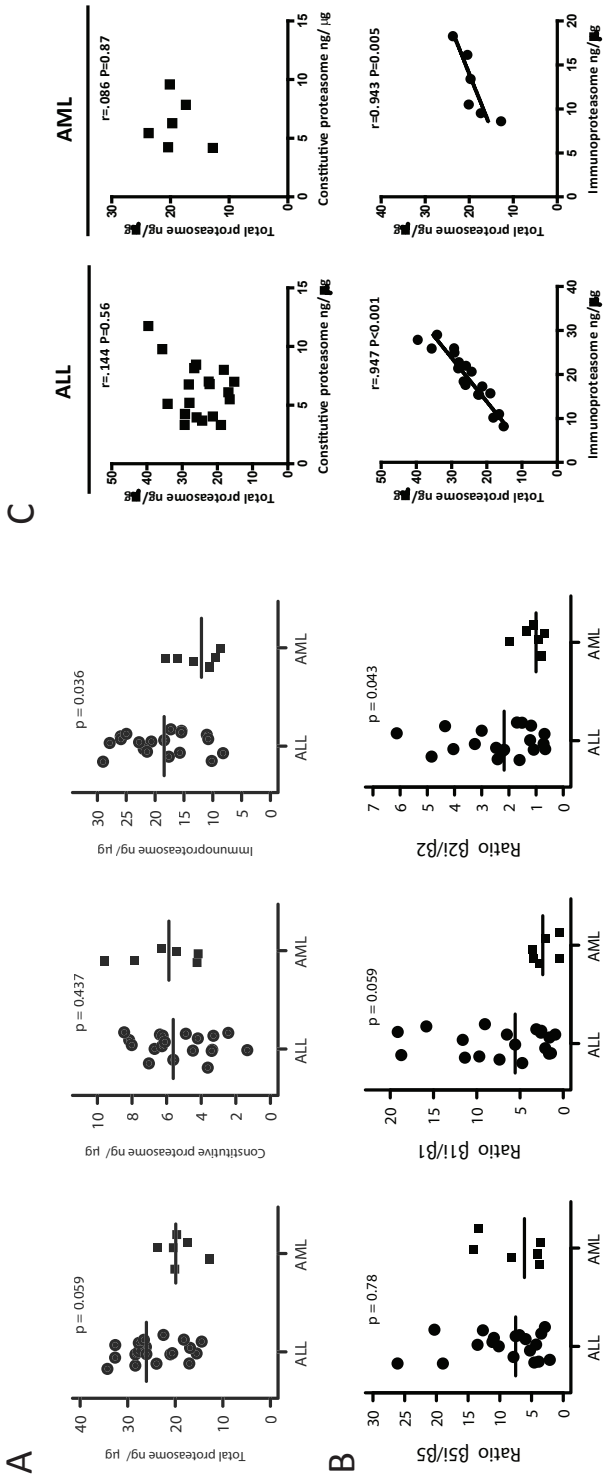 A
Total proteasome ng/ μg
40
30
20
10
0
p = 0.059
ALL
AML
Constitutive proteasome ng/ μg
10
8
6
4
2
0
p = 0.437
ALL
AML
Immunoproteasome ng/ μg
30
25
20
15
10
5
0
p = 0.036
ALL
AML
B
Ratio β5i/β5
30
25
20
15
10
5
0
p = 0.78
ALL
AML
Ratio β1i/β1
20
15
10
5
0
p = 0.059
ALL
AML
Ratio β2i/β2
7
6
5
4
3
2
1
0
p = 0.043
ALL
AML
C
ALL
r=.144 P=0.56
Total proteasome ng/μg
50
40
30
20
10
0
0
5
10
15
Constitutive proteasome ng/μg
AML
r=.086 P=0.87
Total proteasome ng/μg
30
20
10
0
0
5
10
15
Constitutive proteasome ng/ μg
r=.947 P<0.001
Total proteasome ng/μg
50
40
30
20
10
0
0
10
20
30
40
Immunoproteasome ng/μg
r=0.943 P=0.005
Total proteasome ng/μg
40
30
20
10
0
0
5
10
15
20
Immunoproteasome ng/μg